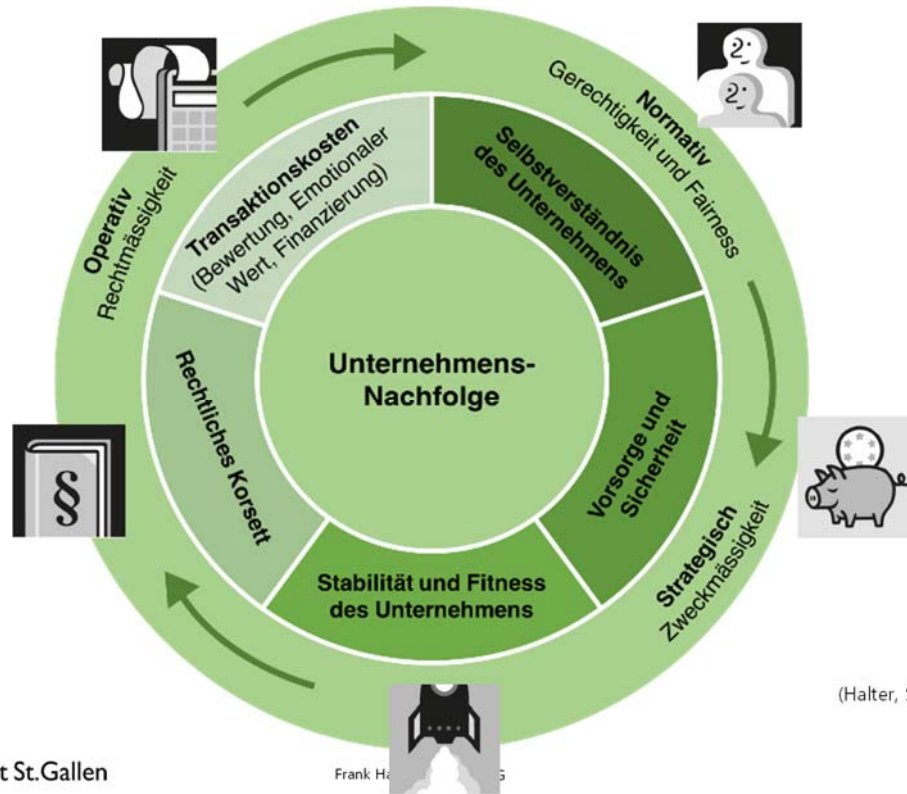 Normativ
Gerechtigkeit und Fairness
Strategisch
Zweckmässigkeit
Operativ
Rechtmässigkeit
Selbstverständnis
des Unternehmens
Vorsorge und
Sicherheit
Stabilität und Fitness
des Unternehmens
Rechtliches Korsett
Transaktionskosten
(Bewertung, Emotionaler
Wert, Finanzierung)
Unternehmens-
Nachfolge
§
(Halter,
t St.Gallen
Frank